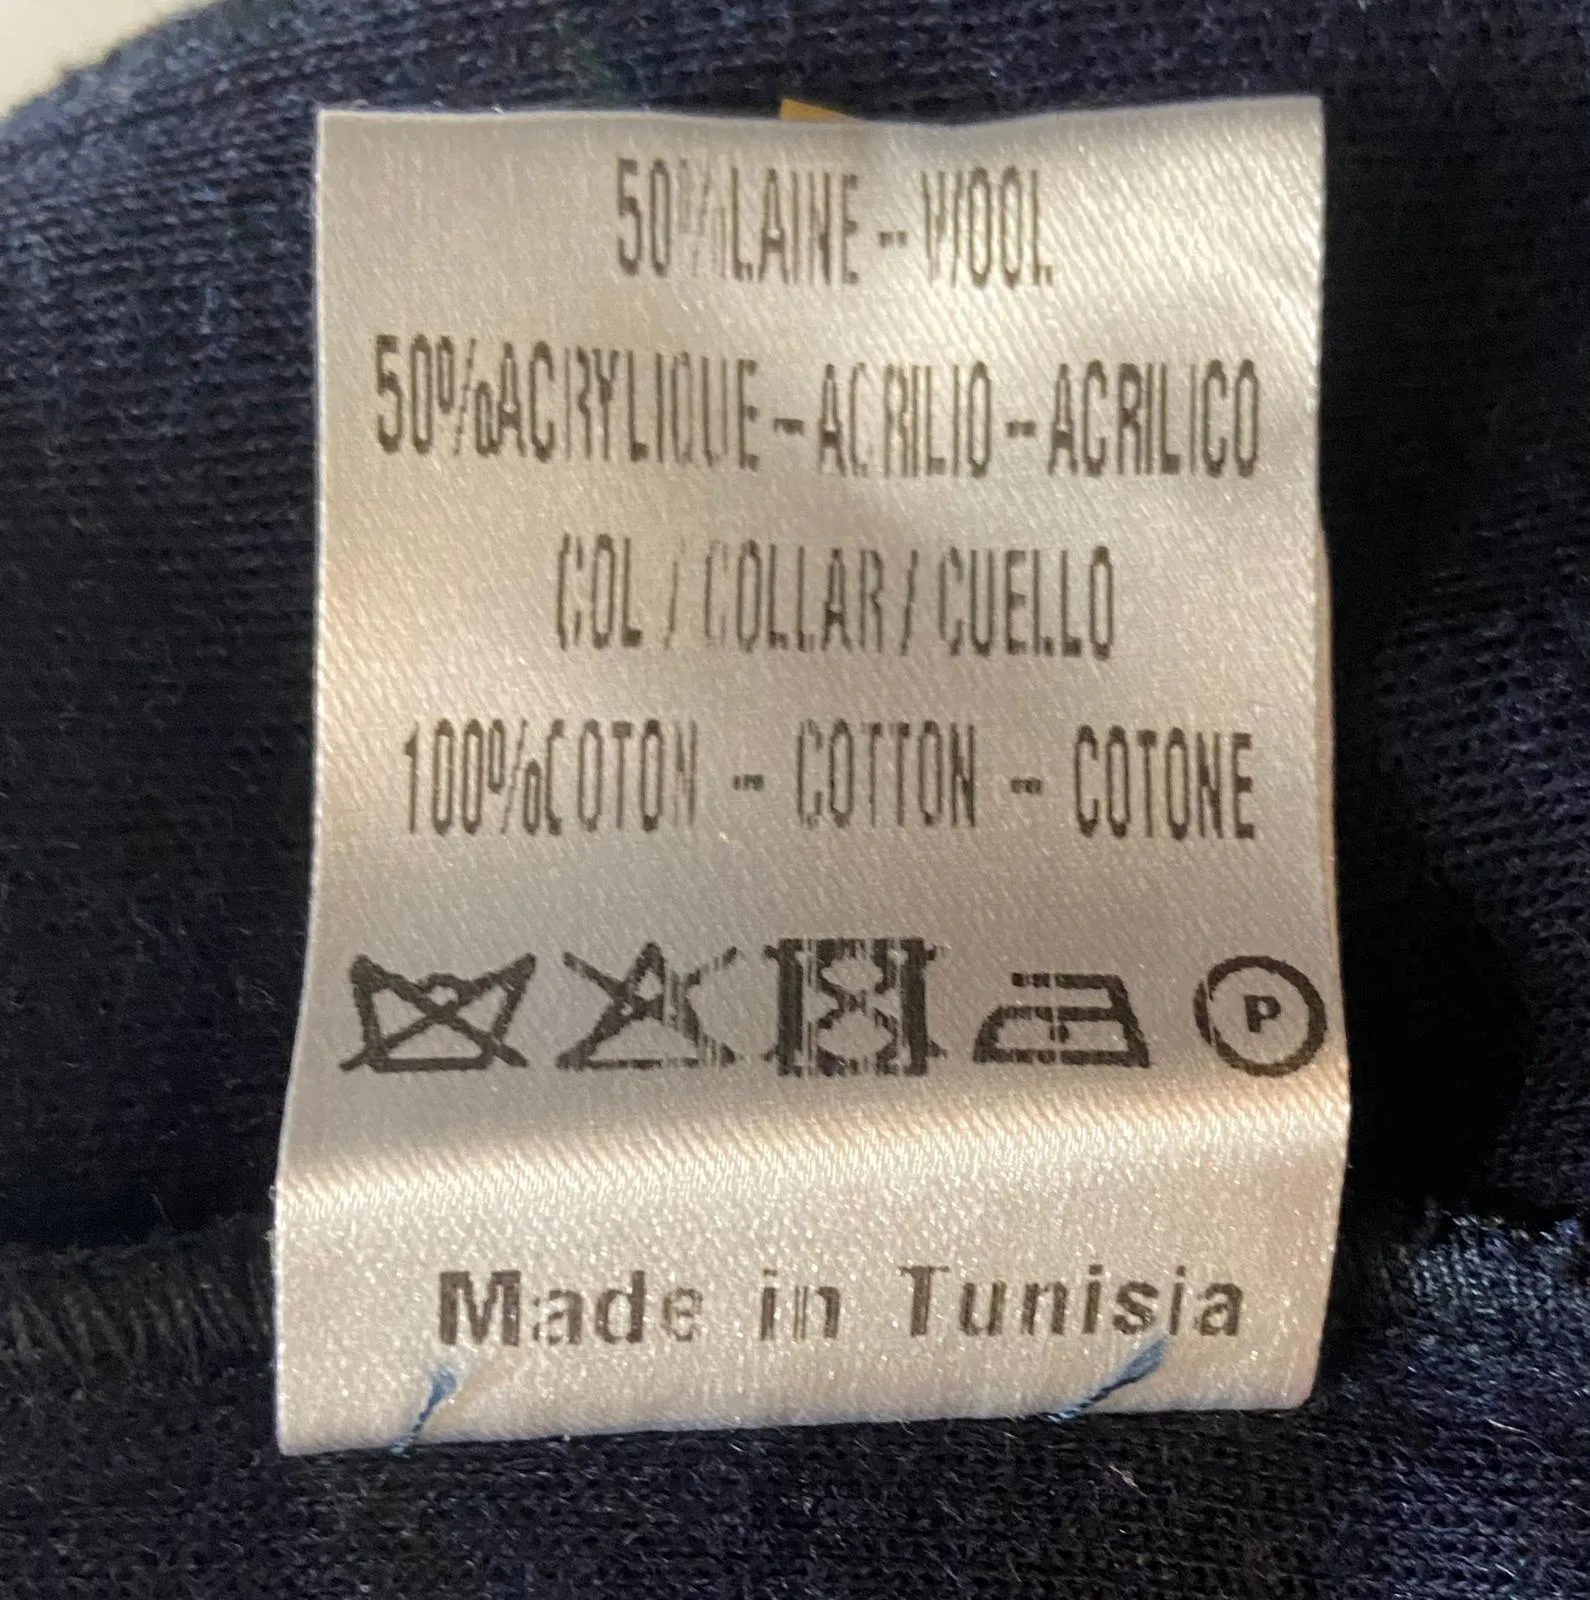 50%LAINE - WOOL
50%ACRYLIQUE - ACRILIO - ACRILICO
COL / COLLAR / CUELLO
100%COTON - COTTON - COTONE
P
Made in Tunisia